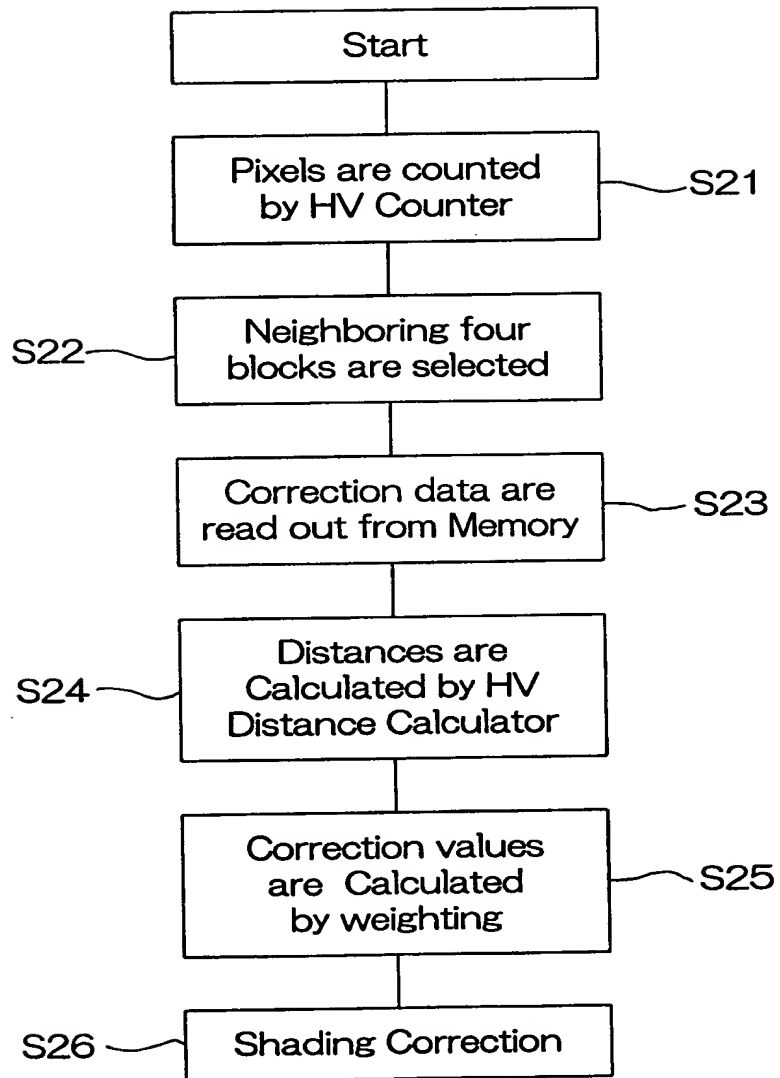 Start
Pixels are counted
by HV Counter
S21
S22
Neighboring four
blocks are selected
Correction data are
read out from Memory
S23
S24
Distances are
Calculated by HV
Distance Calculator
Correction values
are Calculated
by weighting
S25
S26
Shading Correction